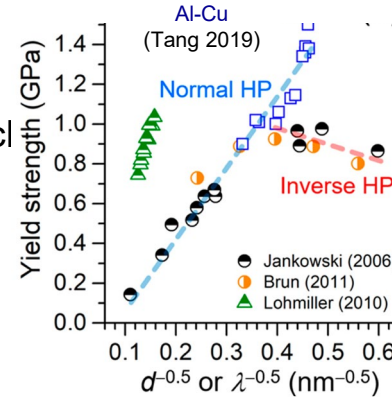 Al-Cu
(Tang 2019)
Normal HP
Inverse HP
cl
Yield strength (GPa)
1.4
1.2
1.0
0.8
0.6
0.4
0.2
0.0
Jankowski (2006
Brun (2011)
Lohmiller (2010)
0.1 0.2 0.3 0.4 0.5 0.6
d⁻⁰·⁵ or λ⁻⁰·⁵ (nm⁻⁰·⁵)